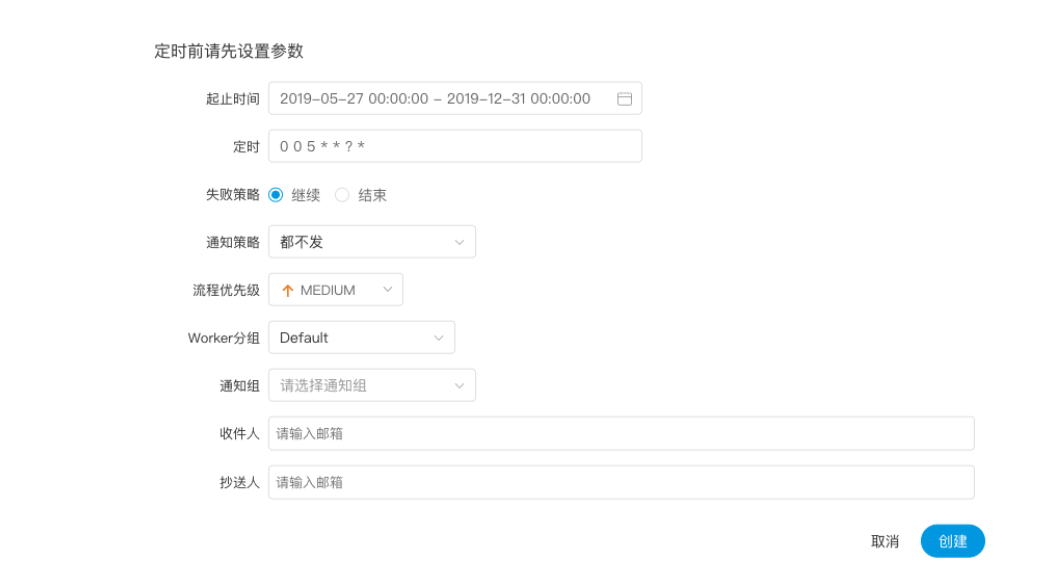 定时前请先设置参数
起止时间 2019-05-27 00:00:00 - 2019-12-31 00:00:00
定时 0 0 5 * * ? *
失败策略 继续 结束
通知策略 都不发
流程优先级 MEDIUM
Worker分组 Default
通知组 请选择通知组
收件人 请输入邮箱
抄送人 请输入邮箱
取消 创建